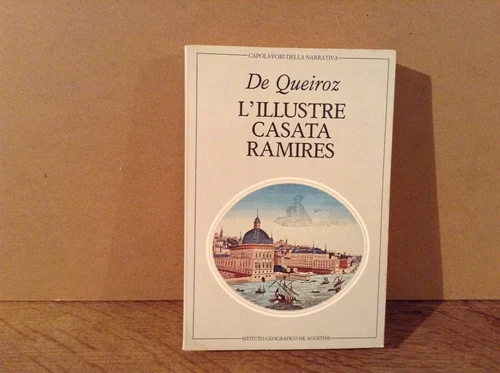 CAPOLAVORI DELLA NARRATIVA
De Queiroz
L'ILLUSTRE
CASATA
RAMIRES
ISTITUTO GEOGRAFICO DE AGOSTINI